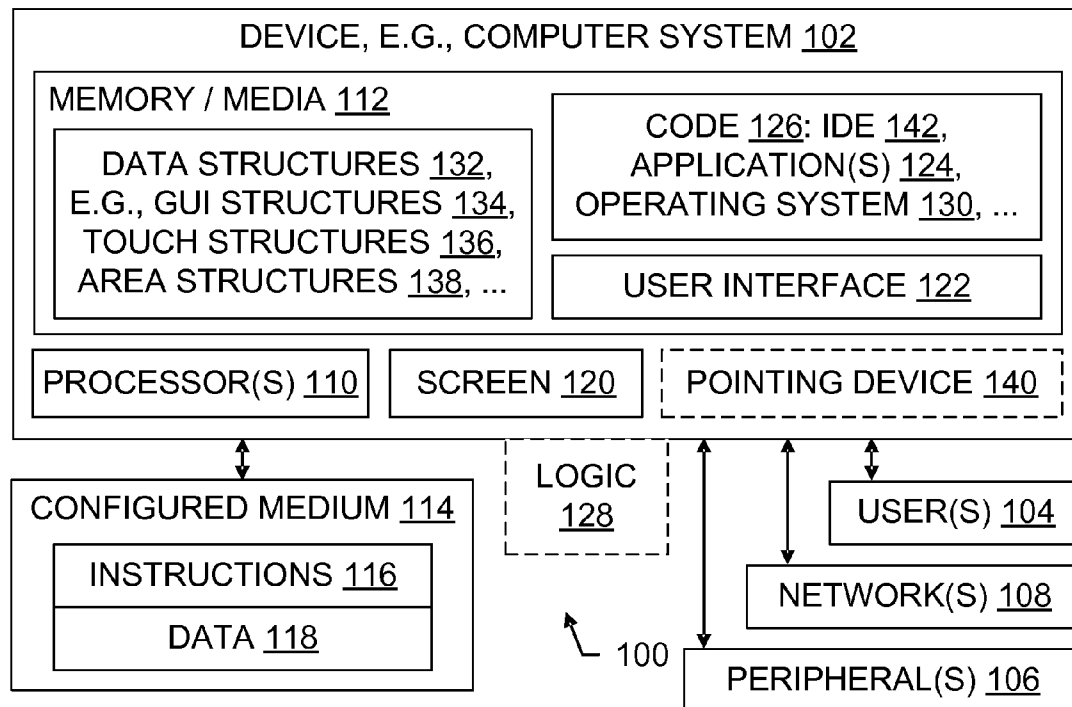 DEVICE, E.G., COMPUTER SYSTEM 102
MEMORY / MEDIA 112
DATA STRUCTURES 132,
E.G., GUI STRUCTURES 134,
TOUCH STRUCTURES 136,
AREA STRUCTURES 138, ...
CODE 126: IDE 142,
APPLICATION(S) 124,
OPERATING SYSTEM 130, ...
USER INTERFACE 122
PROCESSOR(S) 110
SCREEN 120
POINTING DEVICE 140
CONFIGURED MEDIUM 114
INSTRUCTIONS 116
DATA 118
LOGIC
128
100
USER(S) 104
NETWORK(S) 108
PERIPHERAL(S) 106